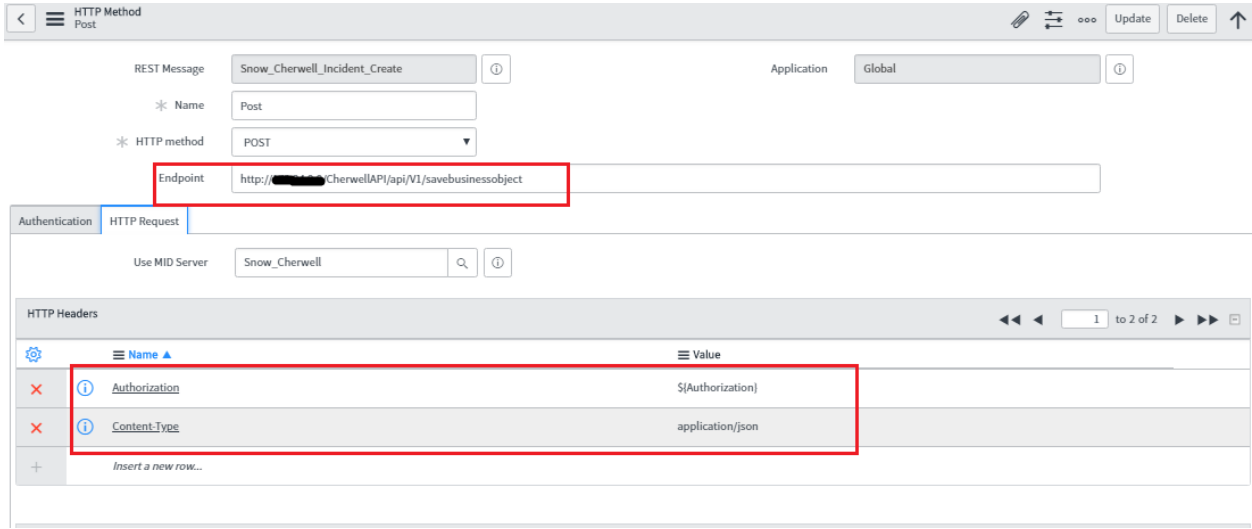 HTTP Method
Post
Update Delete
REST Message Snow_Cherwell_Incident_Create Application Global
Name Post
HTTP method POST
Endpoint http:// /CherwellAPI/api/V1/savebusinessobject
Authentication HTTP Request
Use MID Server Snow_Cherwell
HTTP Headers 1 to 2 of 2
Name Value
Authorization ${Authorization}
Content-Type application/json
Insert a new row...